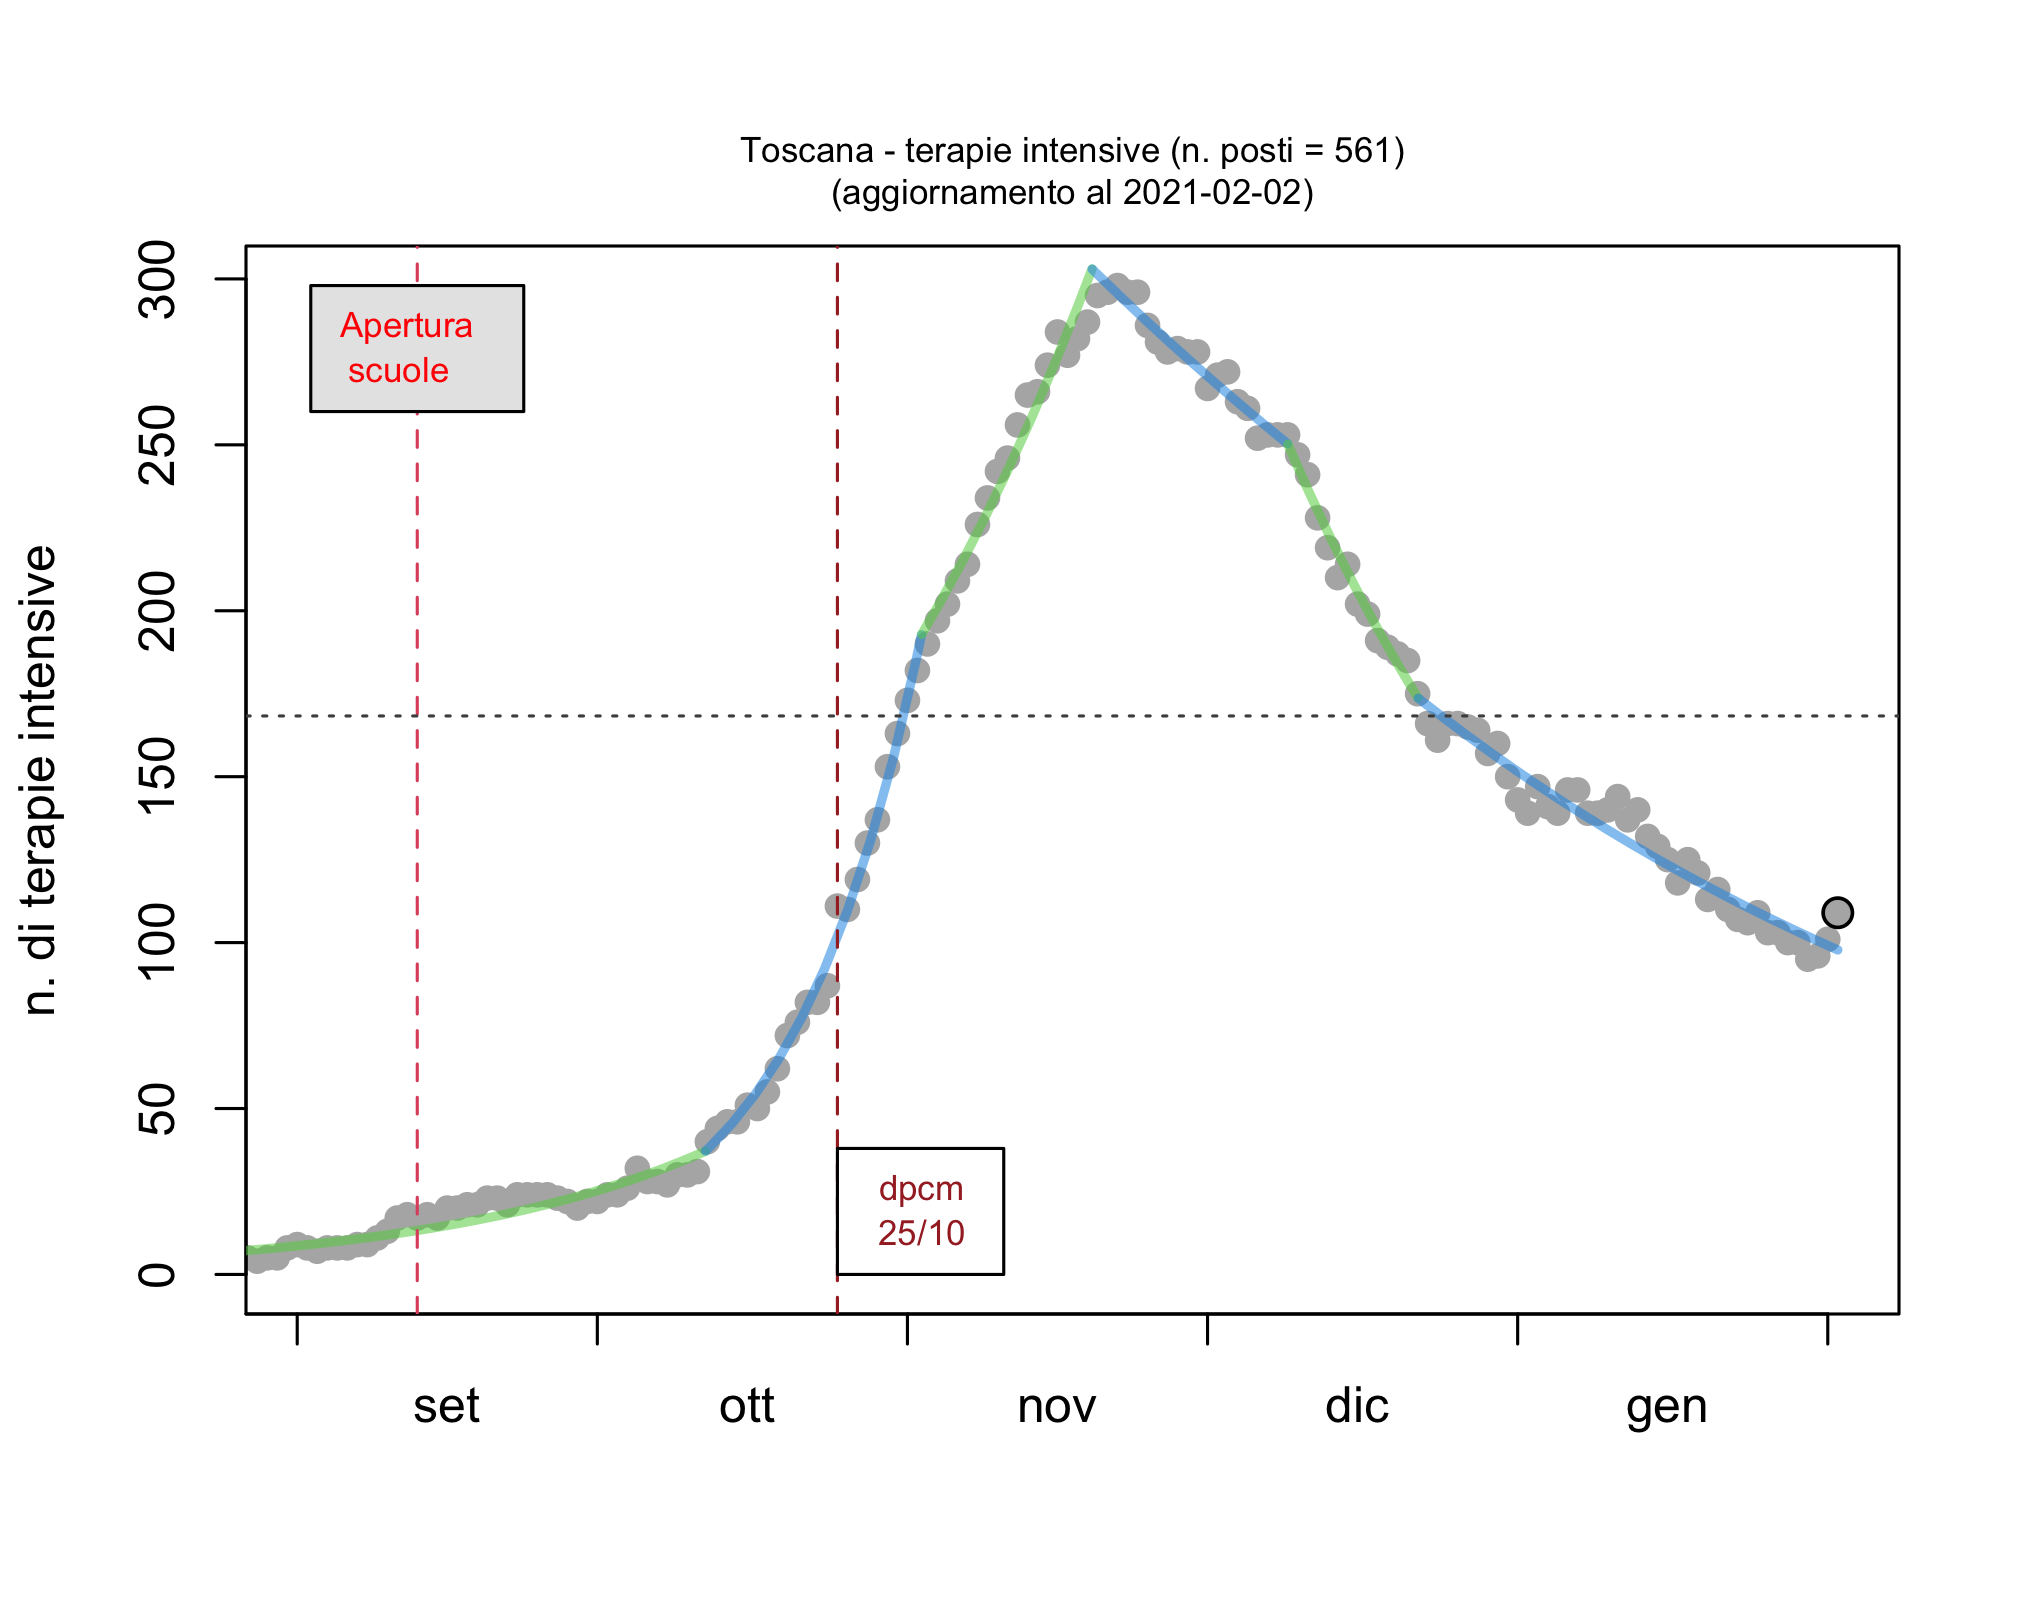 Toscana - terapie intensive (n. posti = 561)
(aggiornamento al 2021-02-02)
n. di terapie intensive
300
250
200
150
100
50
0
Apertura
scuole
dpcm
25/10
set
ott
nov
dic
gen